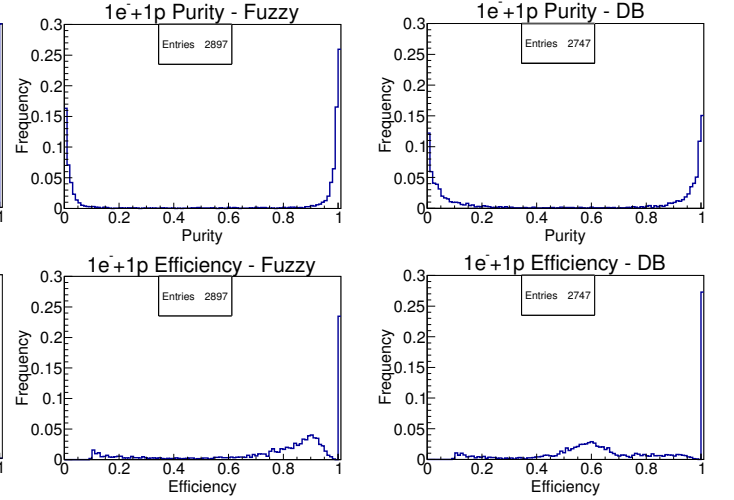 1e⁻+1p Purity - Fuzzy
Entries 2897
Frequency
0.3
0.25
0.2
0.15
0.1
0.05
0
0 0.2 0.4 0.6 0.8 1
Purity
1
1e⁻+1p Purity - DB
Entries 2747
Frequency
0.3
0.25
0.2
0.15
0.1
0.05
0
0 0.2 0.4 0.6 0.8 1
Purity
1e⁻+1p Efficiency - Fuzzy
Entries 2897
Frequency
0.3
0.25
0.2
0.15
0.1
0.05
0
0 0.2 0.4 0.6 0.8 1
Efficiency
1
1e⁻+1p Efficiency - DB
Entries 2747
Frequency
0.3
0.25
0.2
0.15
0.1
0.05
0
0 0.2 0.4 0.6 0.8 1
Efficiency